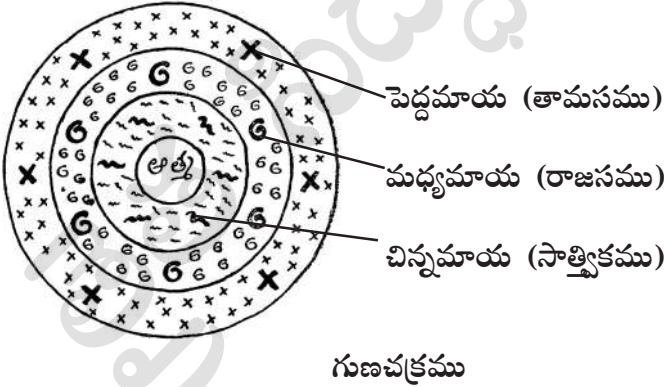 ఆత్మ
పెద్దమాయ (తామసము)
మధ్యమాయ (రాజసము)
చిన్నమాయ (సాత్త్వికము)
గుణచక్రము